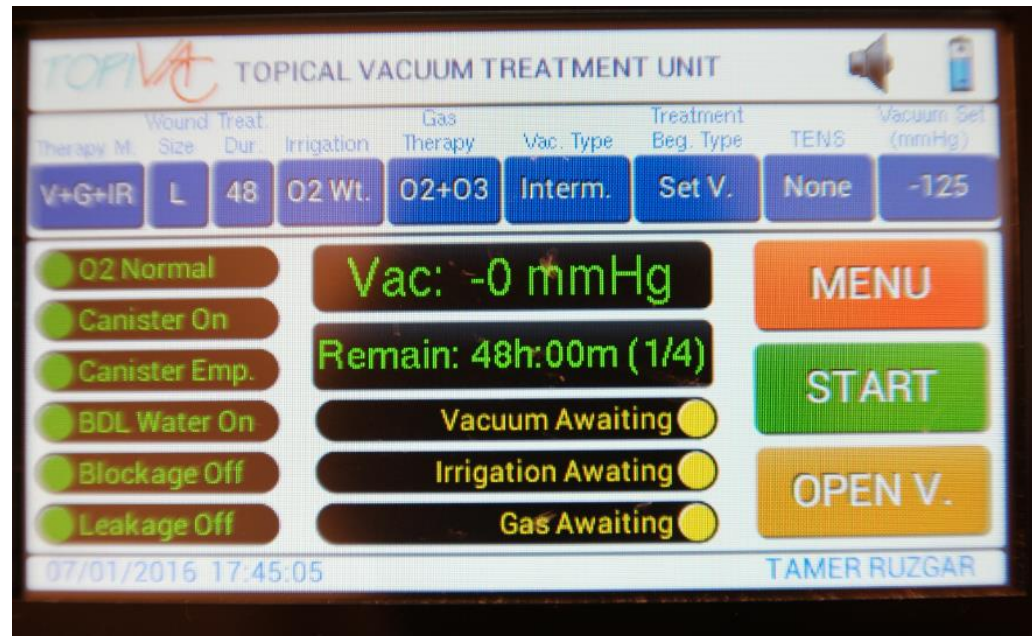 TOPIVAC TOPICAL VACUUM TREATMENT UNIT
Therapy M. Wound Size Treat. Dur. Irrigation Gas Therapy Vac. Type Treatment Beg. Type TENS Vacuum Set (mmHg)
V+G+IR L 48 O2 Wt. O2+O3 Interm. Set V. None -125
O2 Normal
Canister On
Canister Emp.
BDL Water On
Blockage Off
Leakage Off
Vac: -0 mmHg
Remain: 48h:00m (1/4)
Vacuum Awaiting
Irrigation Awating
Gas Awaiting
MENU
START
OPEN V.
07/01/2016 17:45:05 TAMER RUZGAR